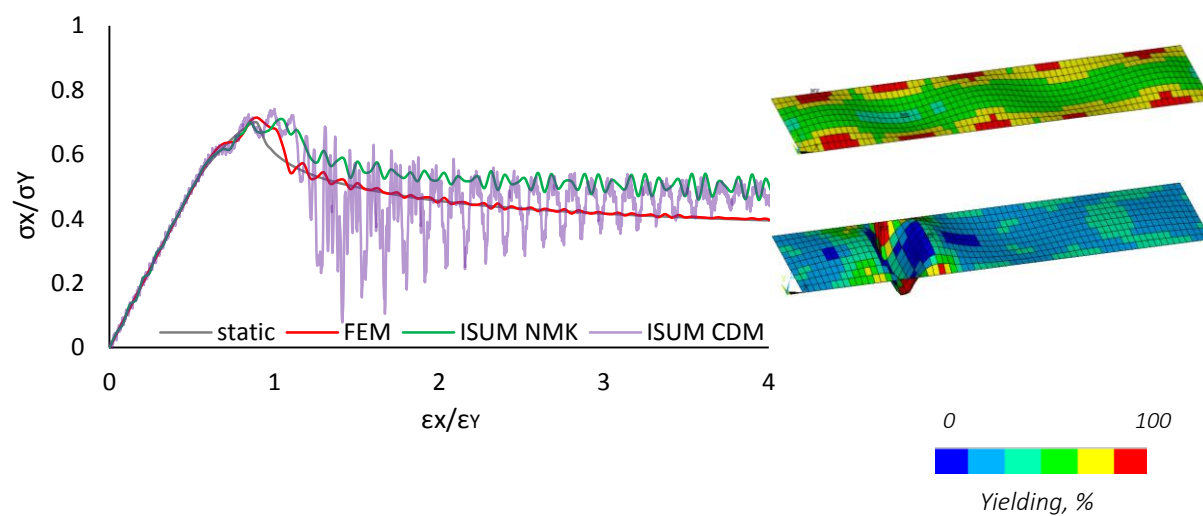 1
0.8
0.6
0.4
0.2
0
σx/σY
static FEM ISUM NMK ISUM CDM
0 1 2 3 4
εx/εY
0 100
Yielding, %